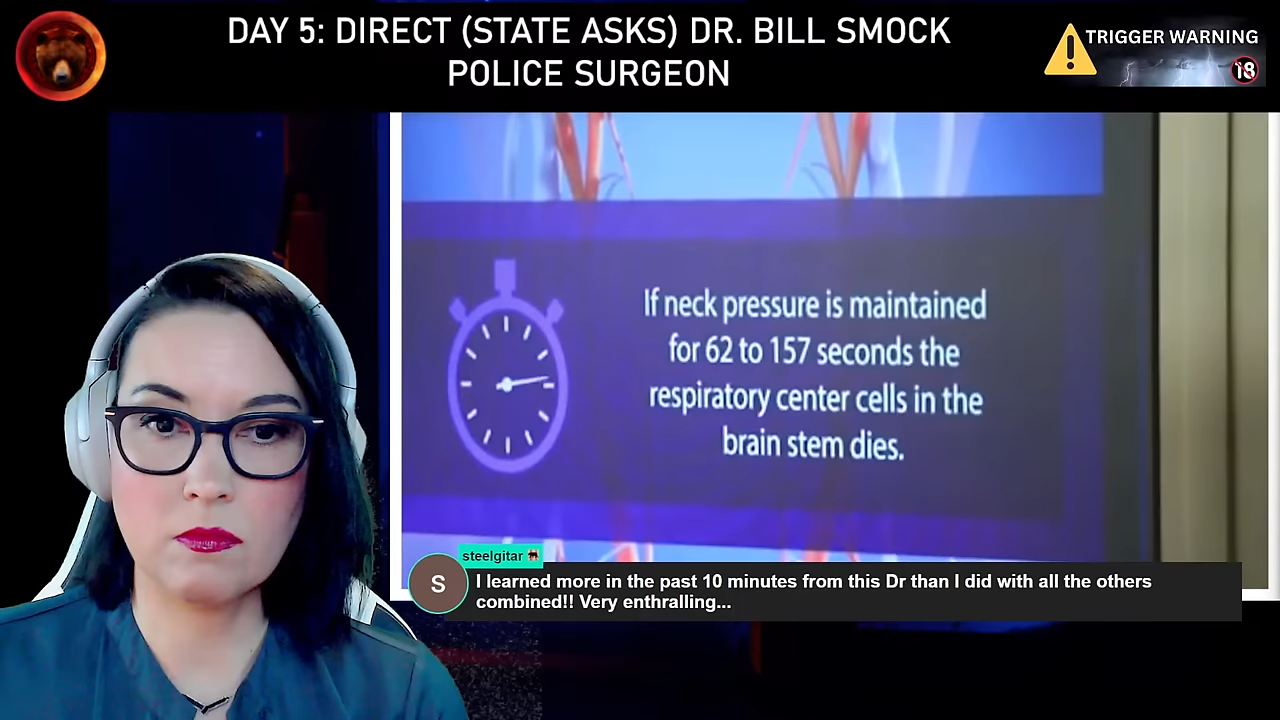 DAY 5: DIRECT (STATE ASKS) DR. BILL SMOCK
POLICE SURGEON
TRIGGER WARNING
18
If neck pressure is maintained
for 62 to 157 seconds the
respiratory center cells in the
brain stem dies.
steelgitar
S
I learned more in the past 10 minutes from this Dr than I did with all the others
combined!! Very enthralling...